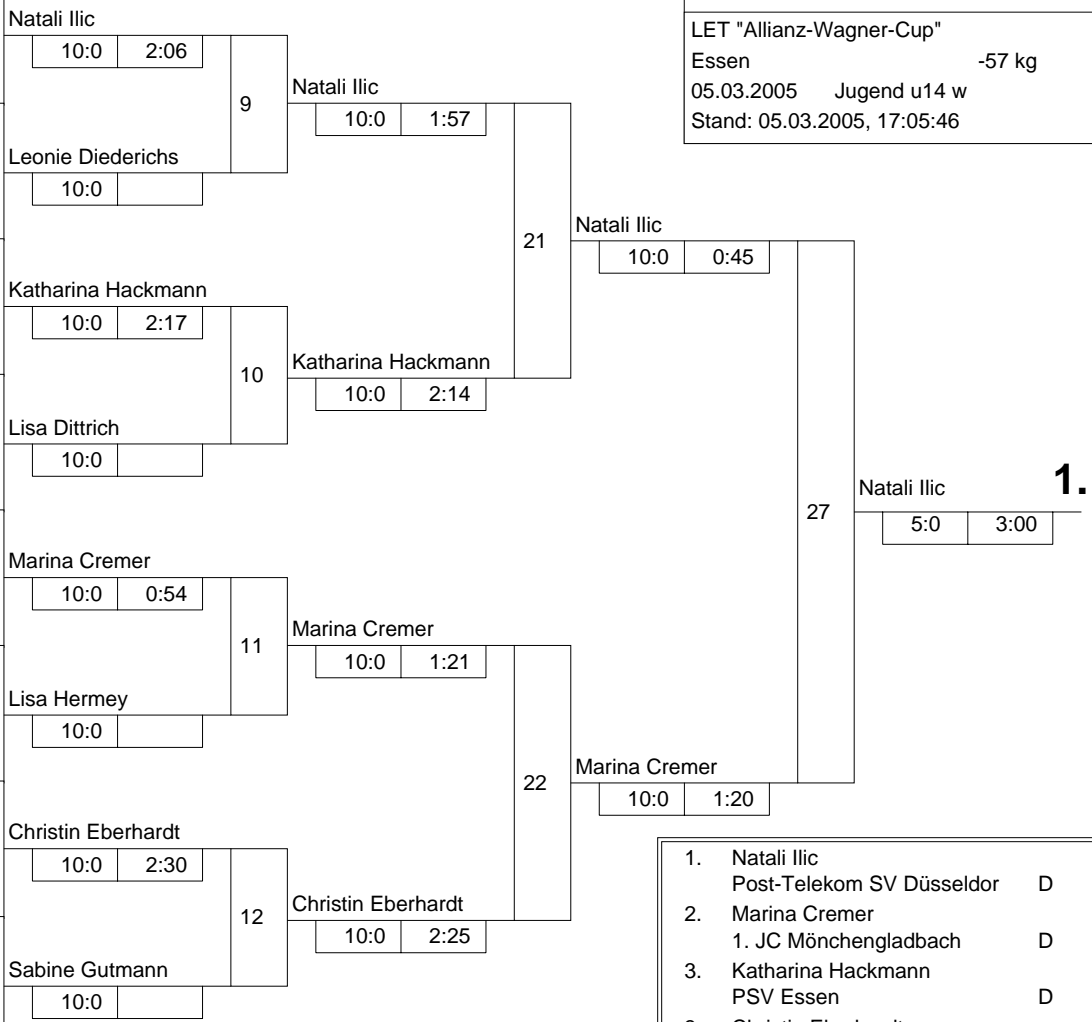 LET "Allianz-Wagner-Cup"
Essen -57 kg
05.03.2005 Jugend u14 w
Stand: 05.03.2005, 17:05:46
Natali Ilic
10:0 2:06
9
Leonie Diederichs
10:0
Natali Ilic
10:0 1:57
Katharina Hackmann
10:0 2:17
10
Lisa Dittrich
10:0
Katharina Hackmann
10:0 2:14
21
Natali Ilic
10:0 0:45
Marina Cremer
10:0 0:54
11
Lisa Hermey
10:0
Marina Cremer
10:0 1:21
Christin Eberhardt
10:0 2:30
12
Sabine Gutmann
10:0
Christin Eberhardt
10:0 2:25
22
Marina Cremer
10:0 1:20
27
Natali Ilic 1.
5:0 3:00
1. Natali Ilic
Post-Telekom SV Düsseldor D
2. Marina Cremer
1. JC Mönchengladbach D
3. Katharina Hackmann
PSV Essen D